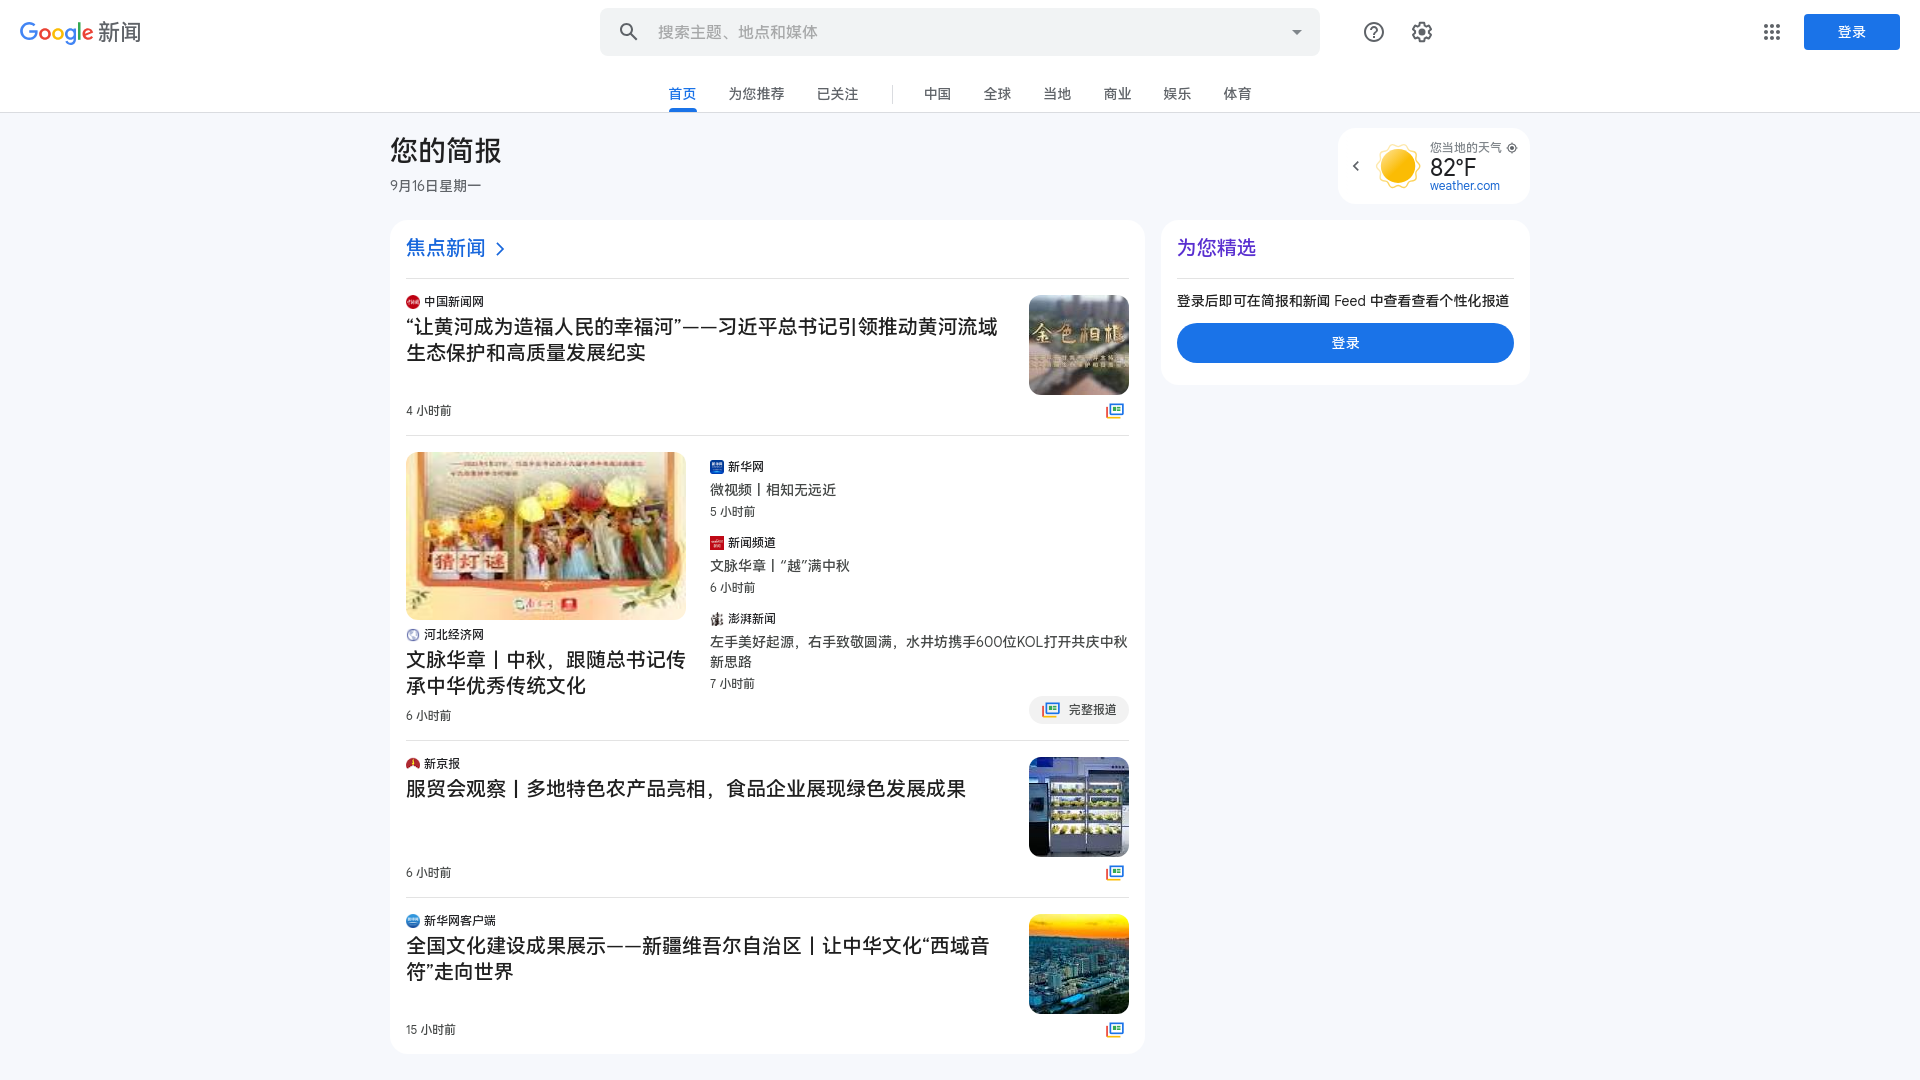 Google 新闻
搜索主题、地点和媒体
登录
首页
为您推荐
已关注
中国
全球
当地
商业
娱乐
体育
您的简报
9月16日星期一
您当地的天气
82°F
weather.com
焦点新闻
中国新闻网
“让黄河成为造福人民的幸福河”——习近平总书记引领推动黄河流域
生态保护和高质量发展纪实
金色相框
4 小时前
猜灯谜
河北经济网
文脉华章丨中秋，跟随总书记传
承中华优秀传统文化
6 小时前
新华网
微视频丨相知无远近
5 小时前
新闻频道
文脉华章丨“越”满中秋
6 小时前
澎湃新闻
左手美好起源，右手致敬圆满，水井坊携手600位KOL打开共庆中秋
新思路
7 小时前
完整报道
新京报
服贸会观察丨多地特色农产品亮相，食品企业展现绿色发展成果
6 小时前
新华网客户端
全国文化建设成果展示——新疆维吾尔自治区丨让中华文化“西域音
符”走向世界
15 小时前
为您精选
登录后即可在简报和新闻 Feed 中查看查看个性化报道
登录